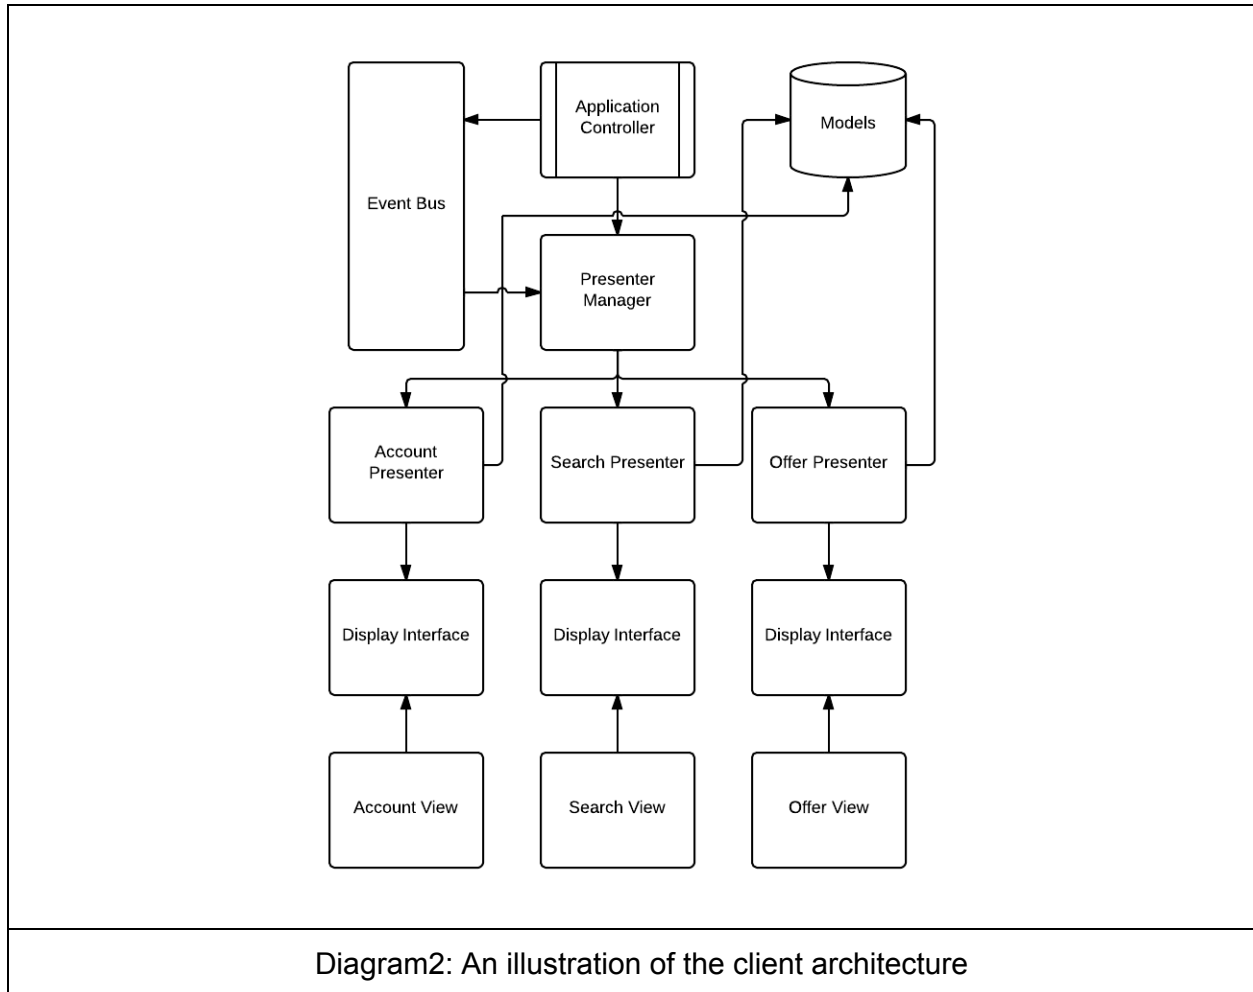 Application
Controller
Models
Event Bus
Presenter
Manager
Account
Presenter
Search Presenter
Offer Presenter
Display Interface
Display Interface
Display Interface
Account View
Search View
Offer View
Diagram2: An illustration of the client architecture